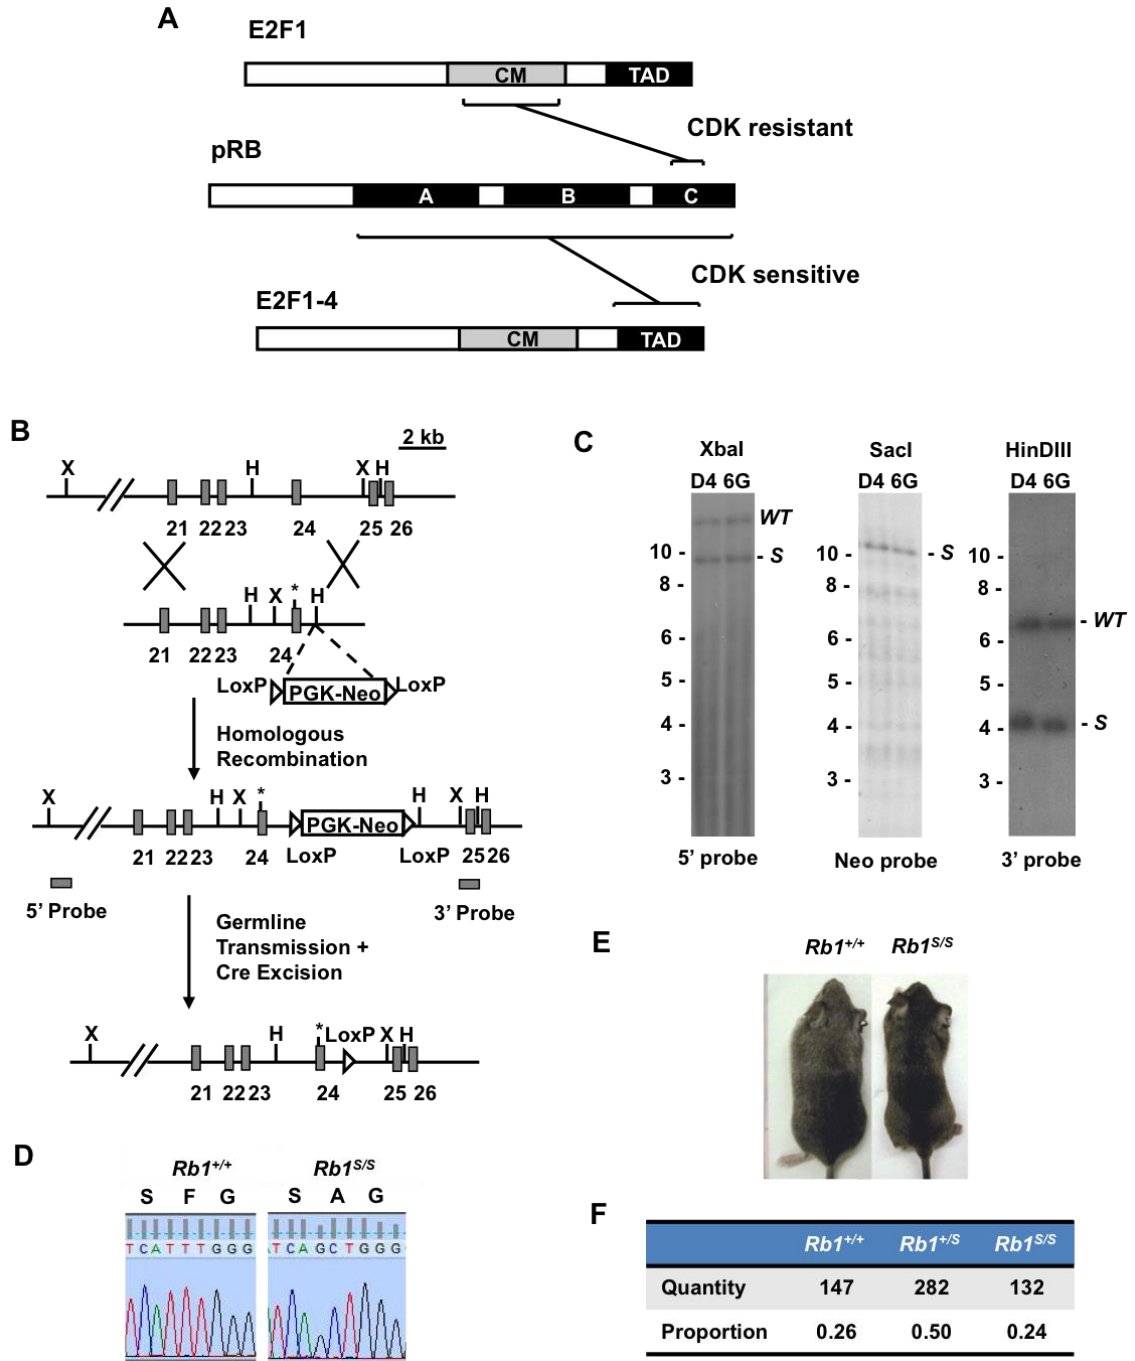 A
E2F1
CM TAD
CDK resistant
pRB
A B C
CDK sensitive
E2F1-4
CM TAD
B
2 kb
X H X H
21 22 23 24 25 26
H X * H
21 22 23 24
LoxP PGK-Neo LoxP
Homologous
Recombination
X H X * H X H
PGK-Neo
21 22 23 24 LoxP LoxP 25 26
5’ Probe 3’ Probe
Germline
Transmission +
Cre Excision
X H * LoxP X H
21 22 23 24 25 26
C
XbaI SacI HinDIII
D4 6G D4 6G D4 6G
WT
10 - - S
8 -
6 -
5 -
4 -
3 -
5’ probe
10 - - S
8 -
6 -
5 -
4 -
3 -
Neo probe
10 -
8 -
- WT
6 -
5 -
4 - - S
3 -
3’ probe
D
Rb1+/+ Rb1S/S
S F G S A G
TCATTTGGG TCAGCTGGG
E
Rb1+/+ Rb1S/S
F
Rb1+/+ Rb1+/S Rb1S/S
Quantity 147 282 132
Proportion 0.26 0.50 0.24